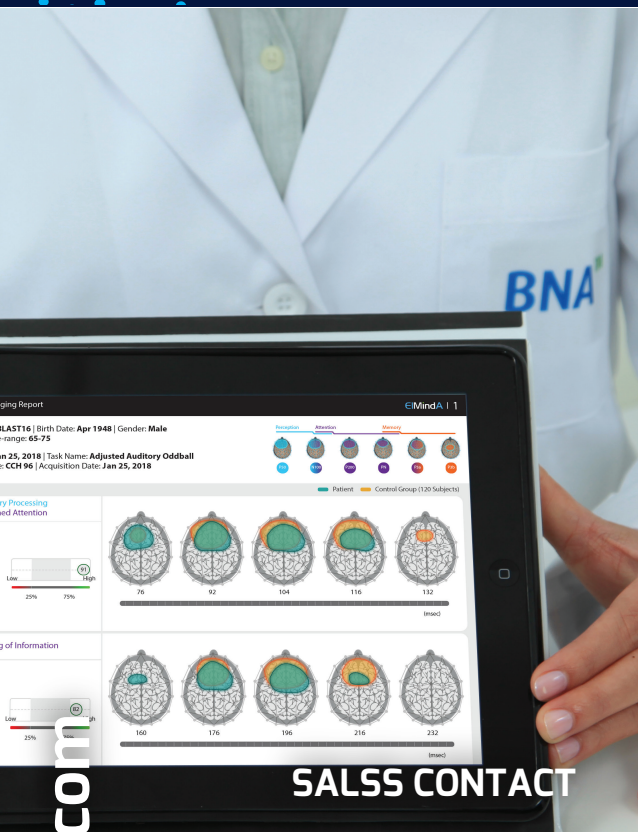 BNA
ging Report
ElMindA | 1
BLAST16 | Birth Date: Apr 1948 | Gender: Male
e-range: 65-75
an 25, 2018 | Task Name: Adjusted Auditory Oddball
e: CCH 96 | Acquisition Date: Jan 25, 2018
Perception Attention Memory
Patient Control Group (120 Subjects)
ry Processing
ned Attention
91
Low High
25% 75%
76 92 104 116 132
(msec)
g of Information
82
Low gh
25%
160 176 196 216 232
(msec)
SALSS CONTACT
com